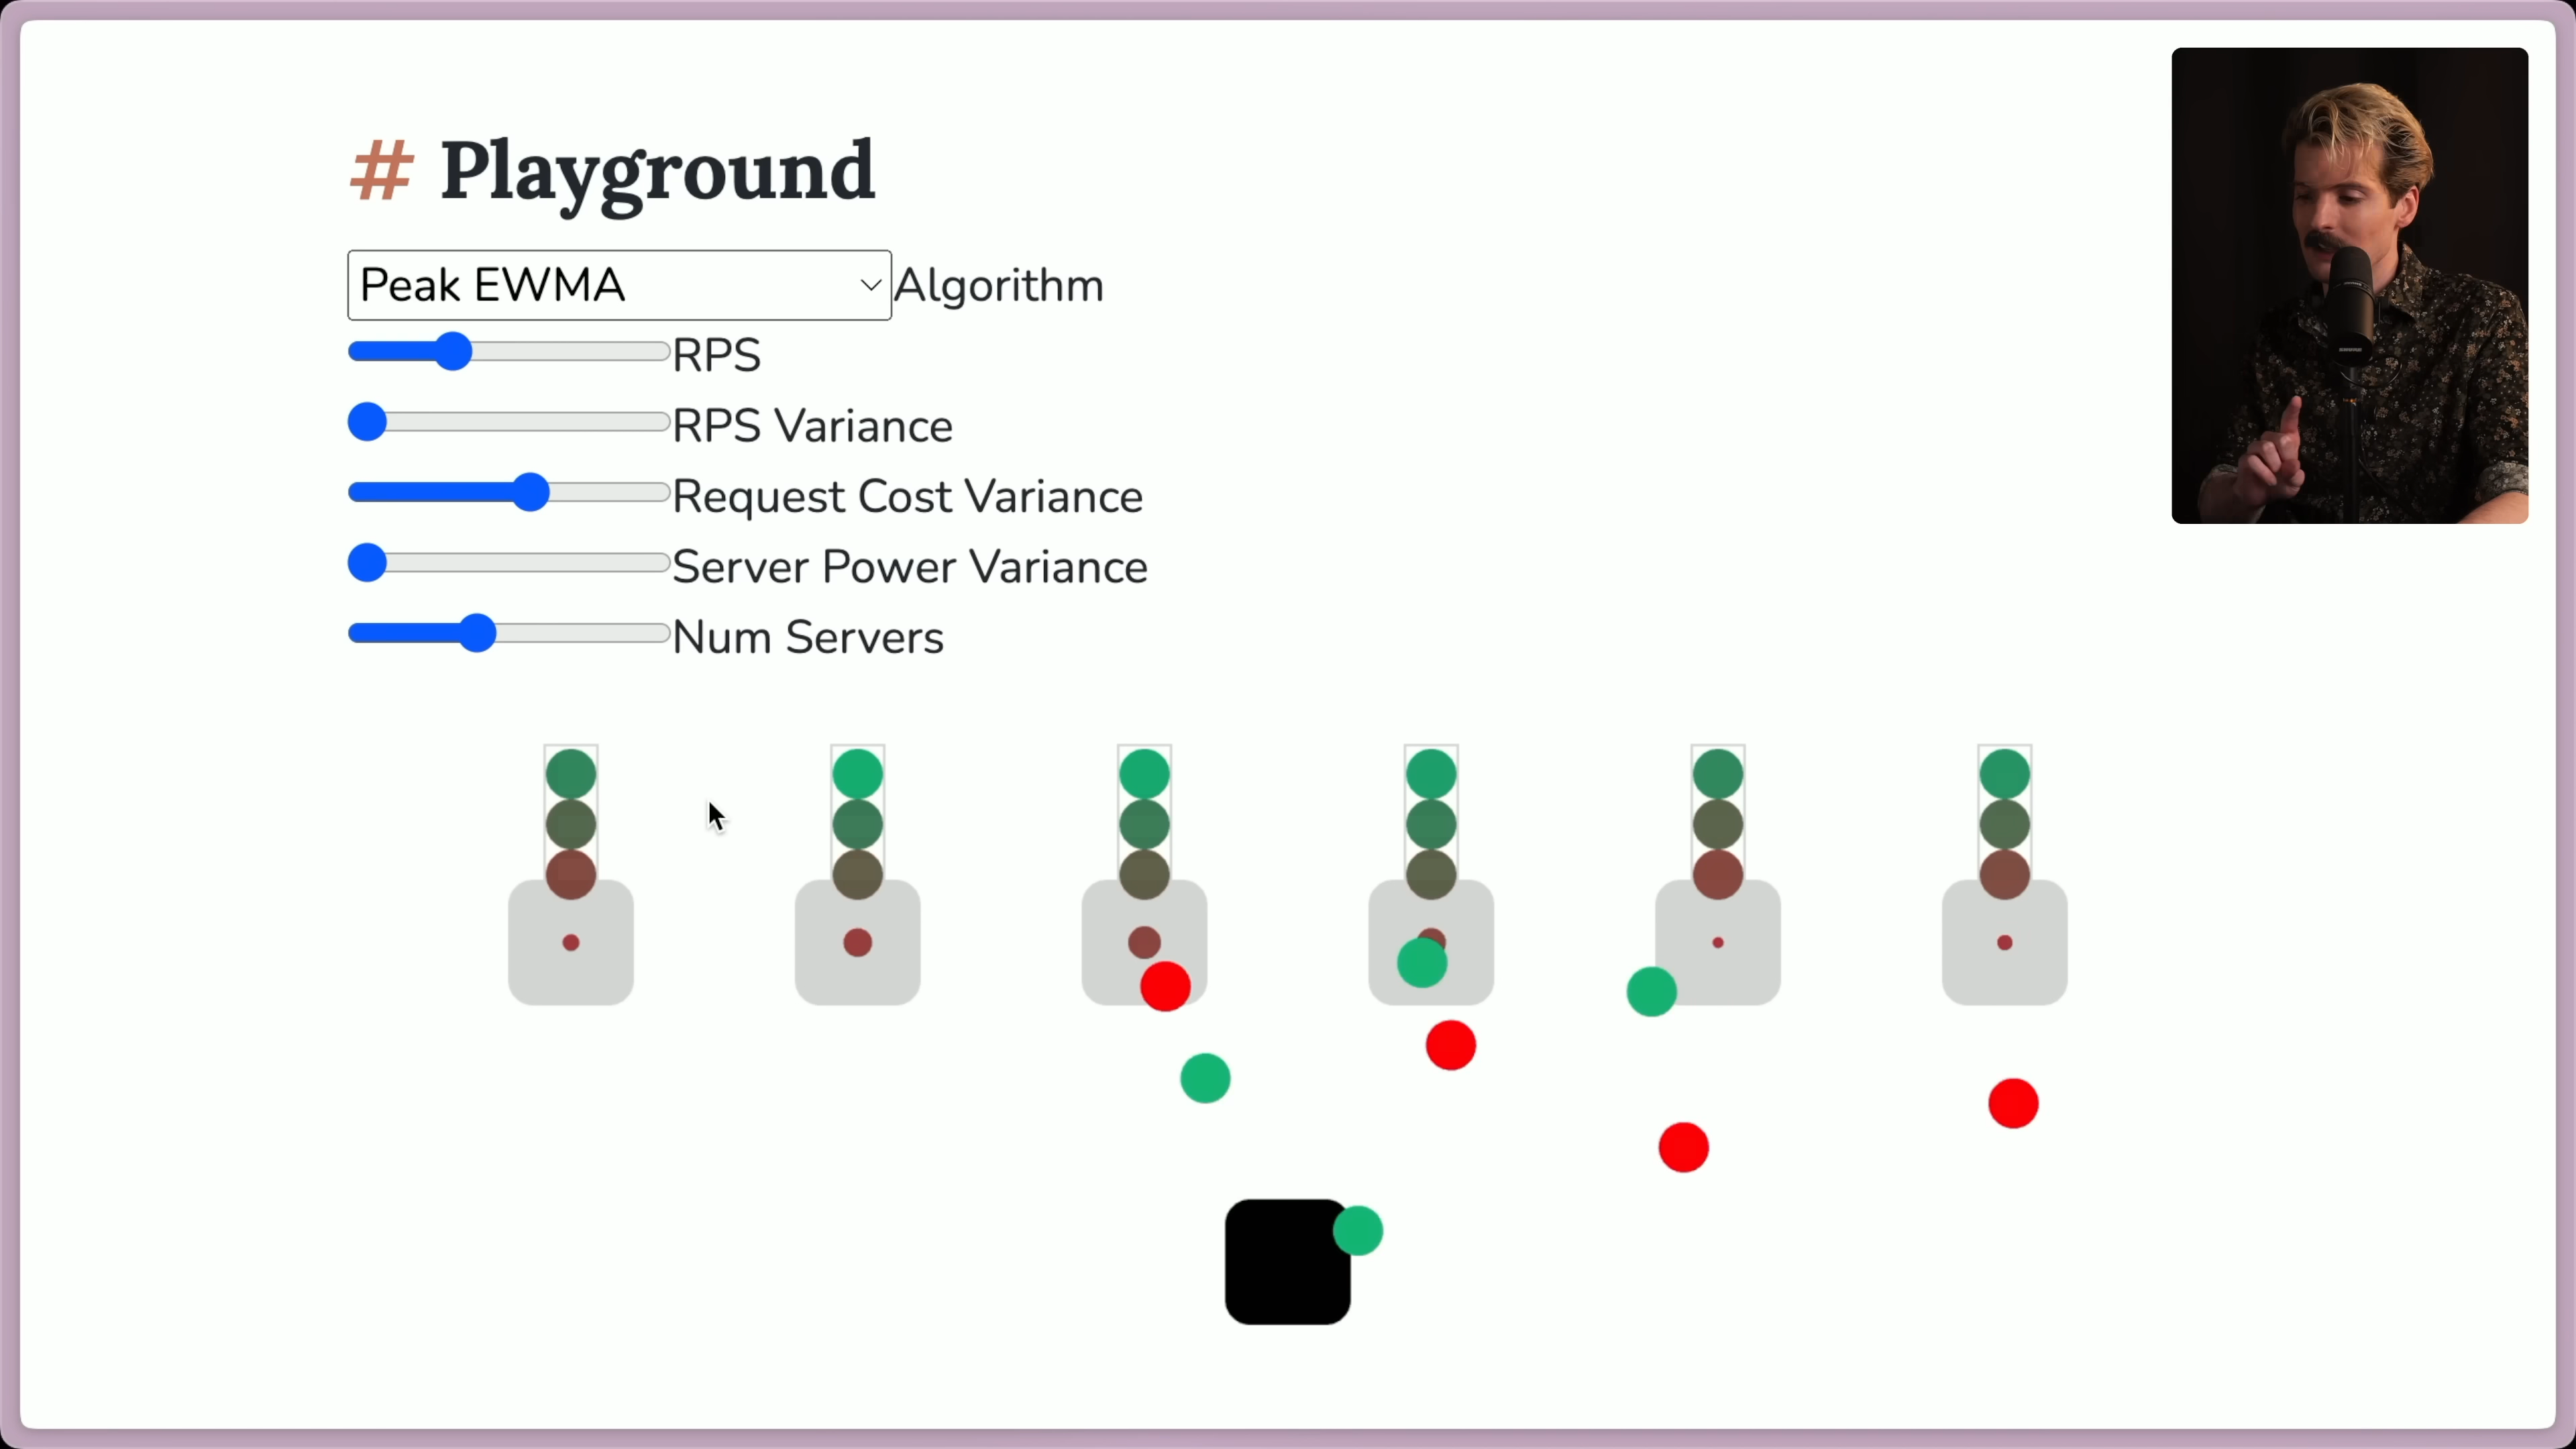 # Playground
Peak EWMA Algorithm
RPS
RPS Variance
Request Cost Variance
Server Power Variance
Num Servers